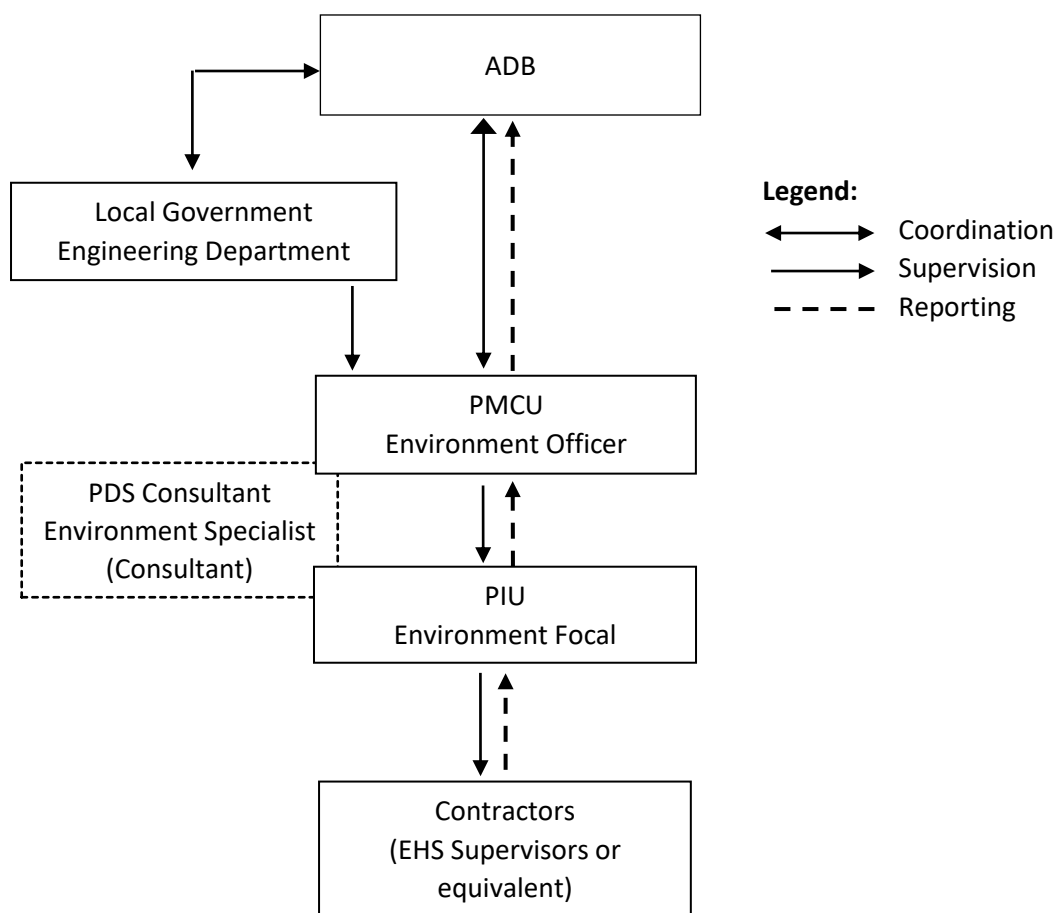 ADB
Local Government
Engineering Department
Legend:
Coordination
Supervision
Reporting
PMCU
Environment Officer
PDS Consultant
Environment Specialist
(Consultant)
PIU
Environment Focal
Contractors
(EHS Supervisors or
equivalent)